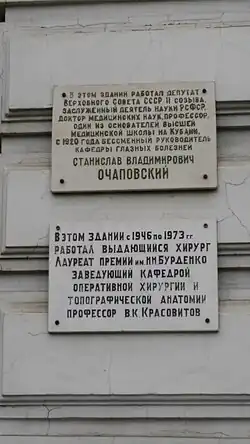 В этом здании работал депутат
Верховного Совета СССР II созыва,
заслуженный деятель науки РСФСР,
доктор медицинских наук, профессор,
один из основателей высшей
медицинской школы на Кубани,
с 1920 года бессменный руководитель
кафедры глазных болезней
СТАНИСЛАВ ВЛАДИМИРОВИЧ
ОЧАПОВСКИЙ
В этом здании с 1946 по 1973 гг
работал выдающийся хирург
Лауреат премии им. Н.Н. Бурденко
заведующий кафедрой
оперативной хирургии и
топографической анатомии
профессор В.К. Красовитов